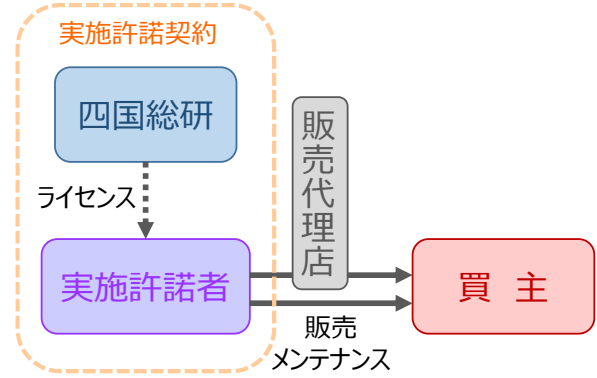 実施許諾契約
四国総研
ライセンス
実施許諾者
販売代理店
買 主
販売
メンテナンス